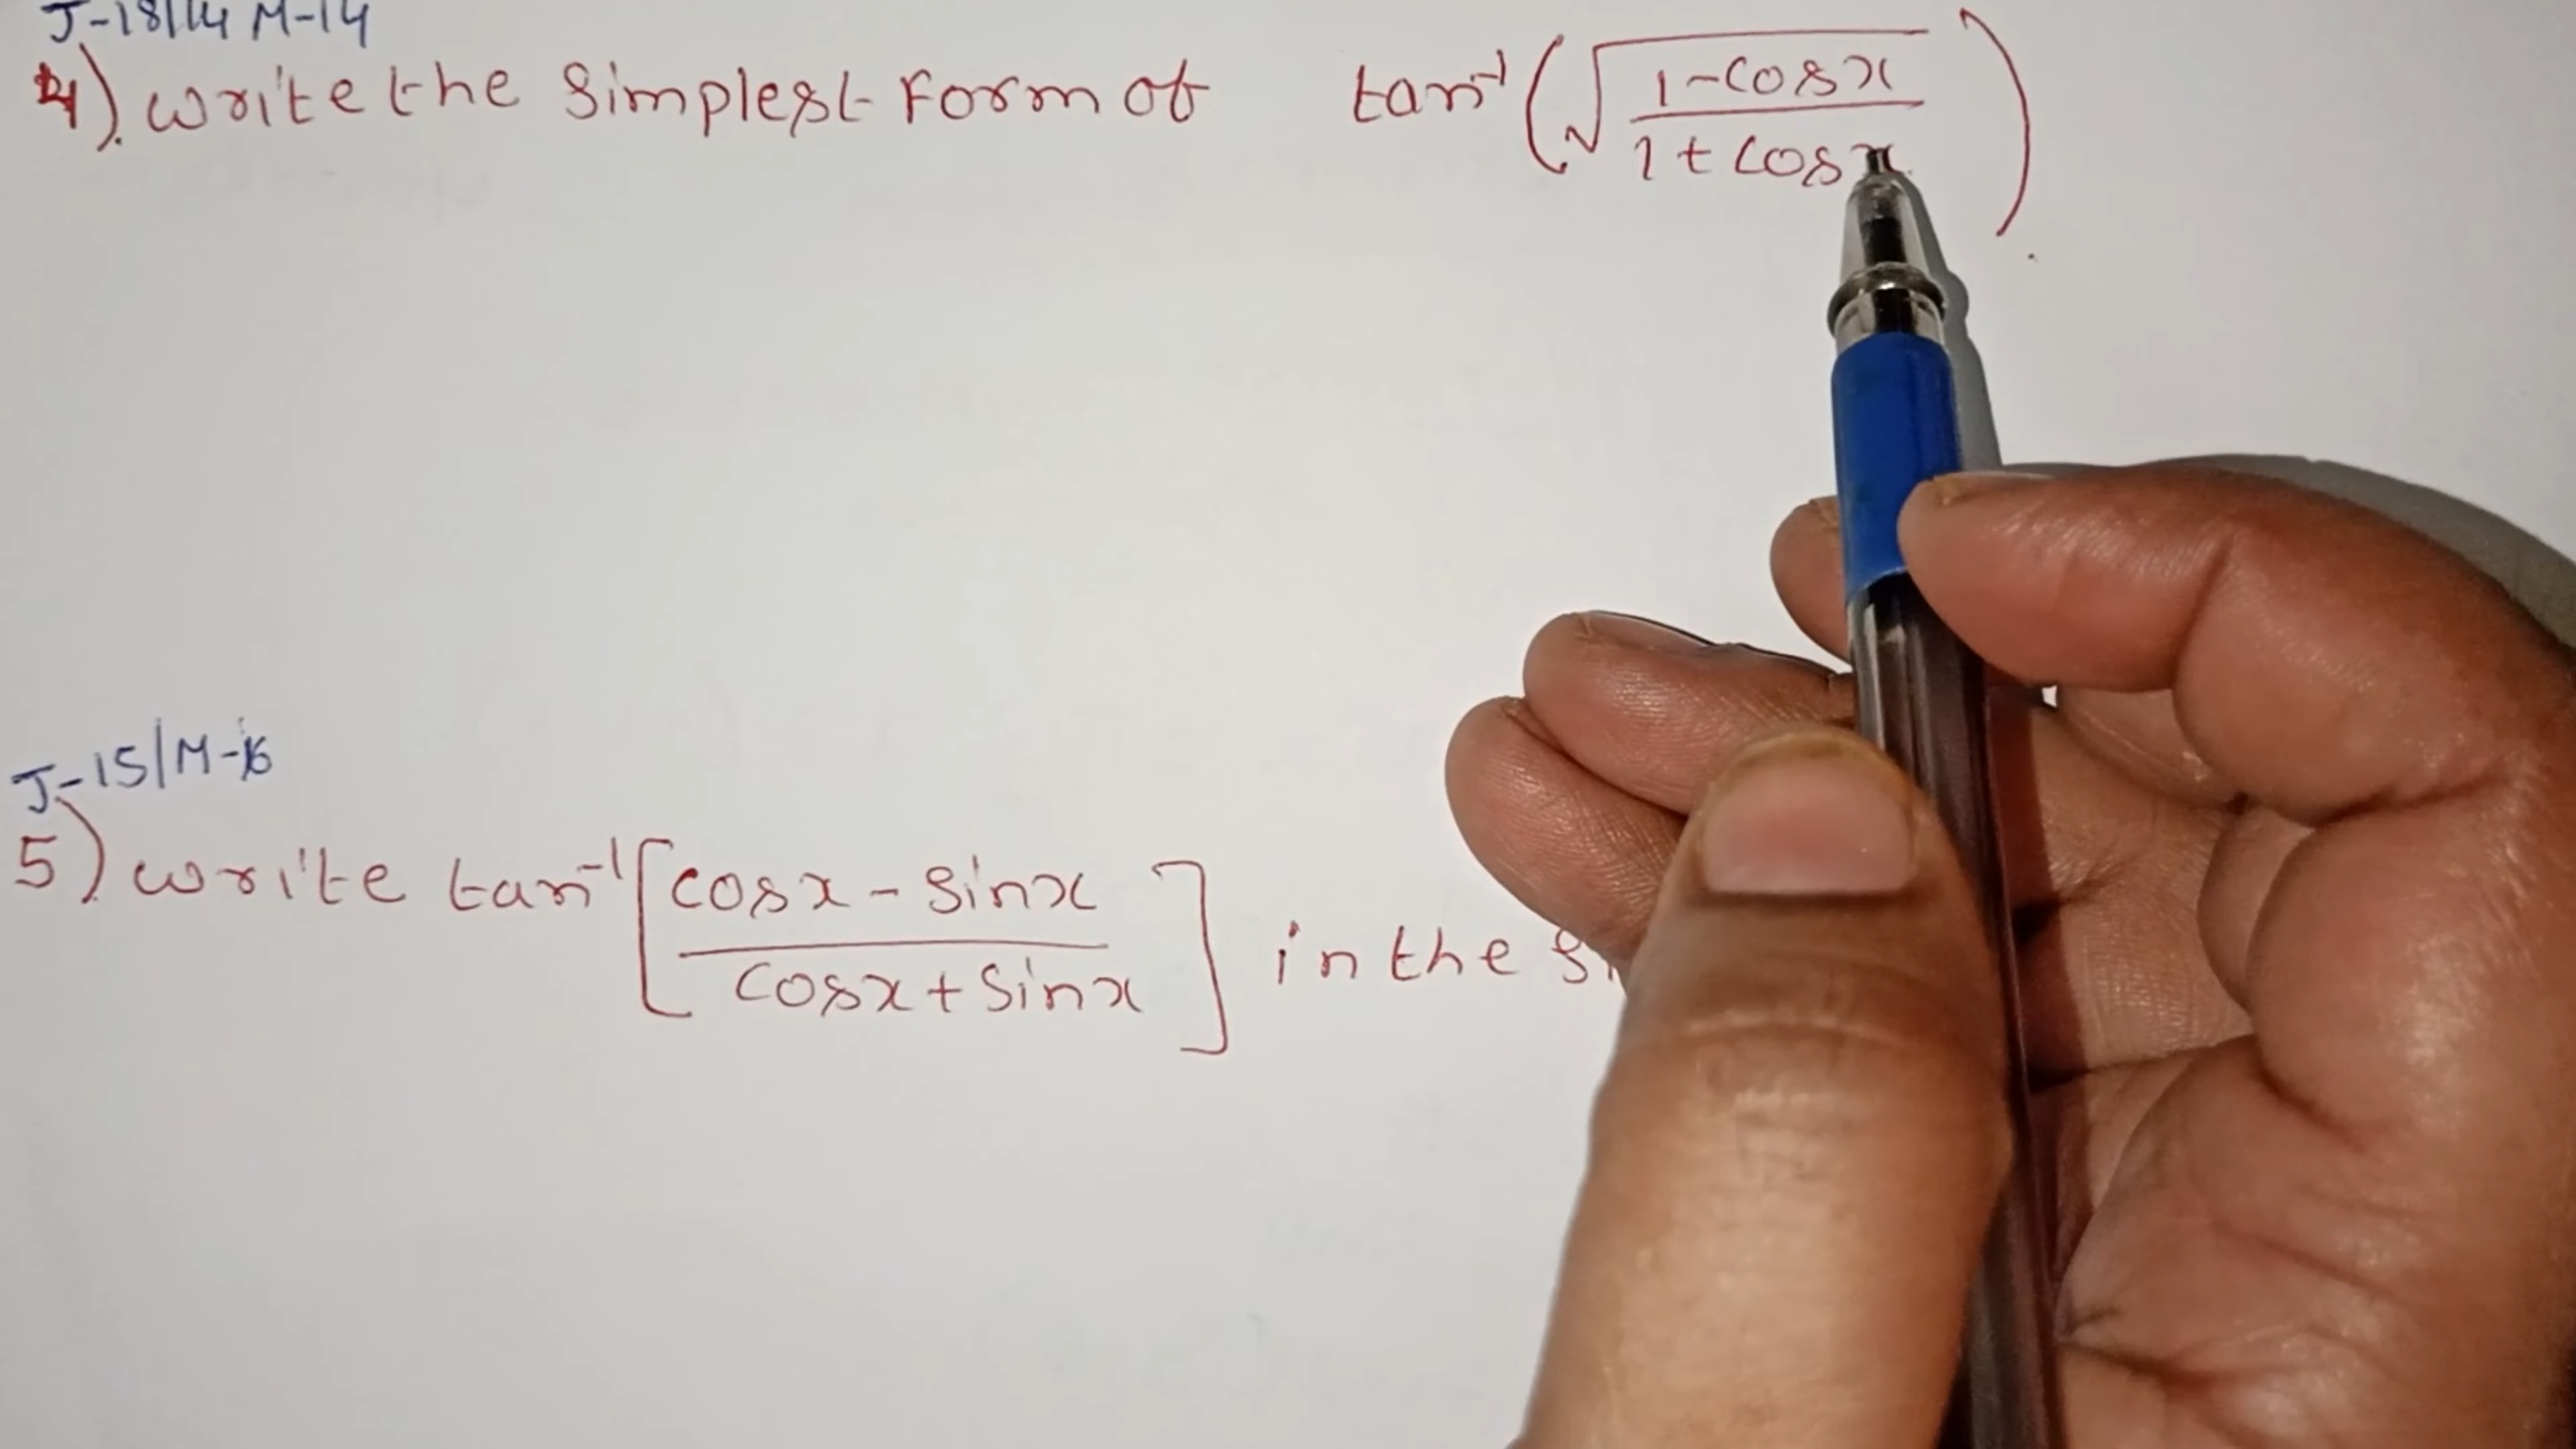 J-18/14 M-14
4). write the simplest form of tan⁻¹(√(1-cosx / 1+cosx)).
J-15/M-16
5). write tan⁻¹[cosx-sinx / cosx+sinx] in the